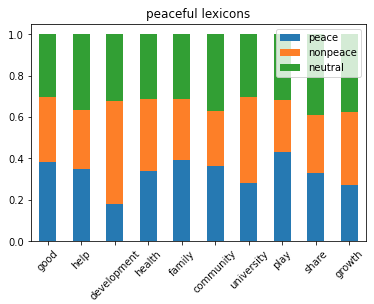 peaceful lexicons
peace
nonpeace
neutral
1.0
0.8
0.6
0.4
0.2
0.0
good
help
development
health
family
community
university
play
share
growth